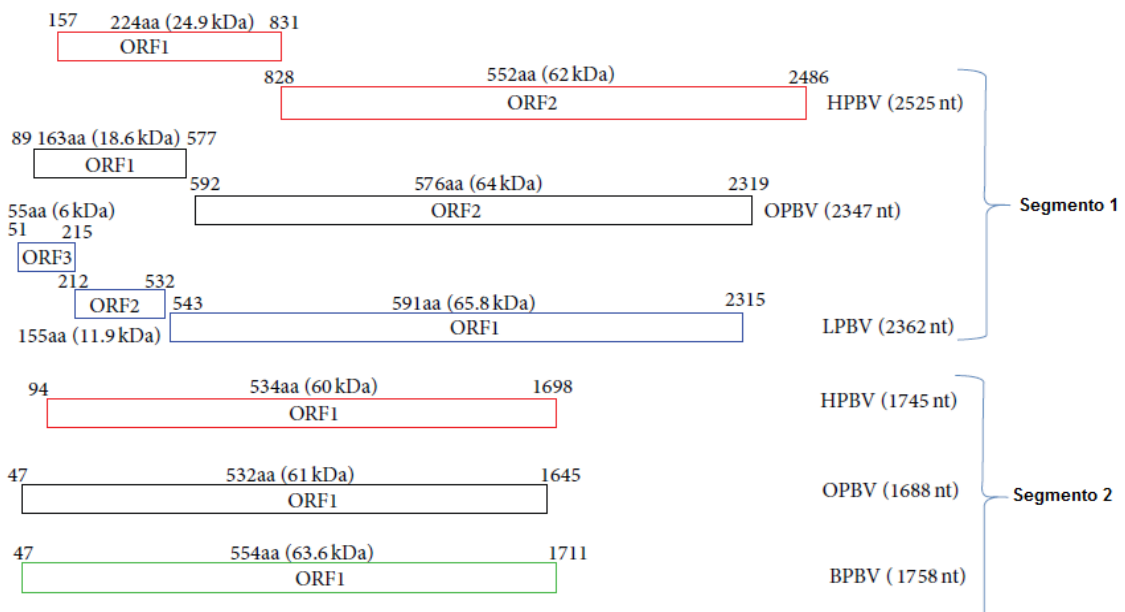 157 224aa (24.9 kDa) 831
ORF1
828 552aa (62 kDa) 2486
ORF2 HPBV (2525 nt)
89 163aa (18.6 kDa) 577
ORF1
592 576aa (64 kDa) 2319
ORF2 OPBV (2347 nt)
Segmento 1
55aa (6 kDa)
51 215
ORF3
212 532
ORF2
155aa (11.9 kDa)
543 591aa (65.8 kDa) 2315
ORF1 LPBV (2362 nt)
94 534aa (60 kDa) 1698
ORF1 HPBV (1745 nt)
47 532aa (61 kDa) 1645
ORF1 OPBV (1688 nt)
Segmento 2
47 554aa (63.6 kDa) 1711
ORF1 BPBV (1758 nt)